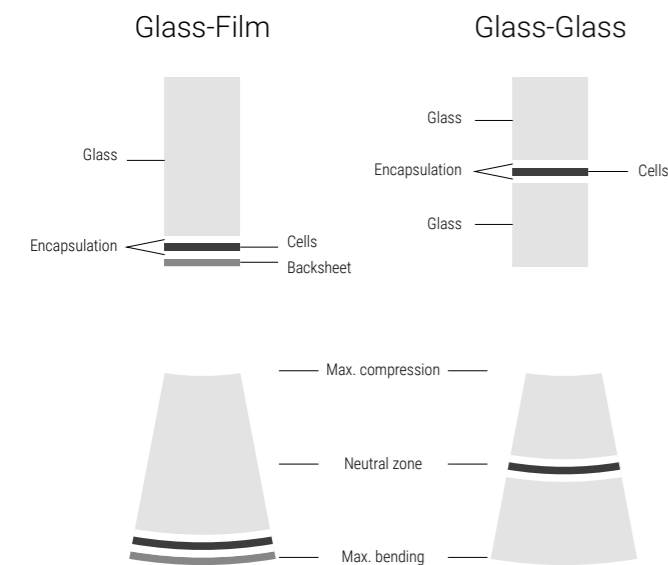 Glass-Film
Glass-Glass
Glass
Encapsulation
Cells
Backsheet
Glass
Encapsulation
Cells
Glass
Max. compression
Neutral zone
Max. bending